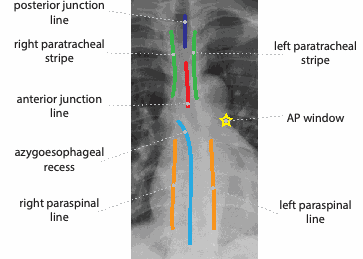 posterior junction
line
right paratracheal
stripe
left paratracheal
stripe
anterior junction
line
AP window
azygoesophageal
recess
right paraspinal
line
left paraspinal
line